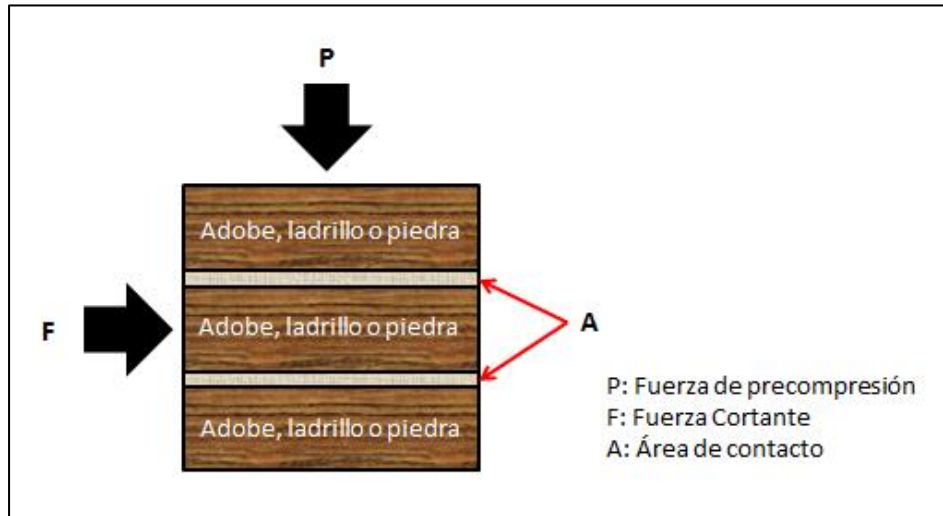 P
Adobe, ladrillo o piedra
F
Adobe, ladrillo o piedra
A
Adobe, ladrillo o piedra
P: Fuerza de precompresión
F: Fuerza Cortante
A: Área de contacto